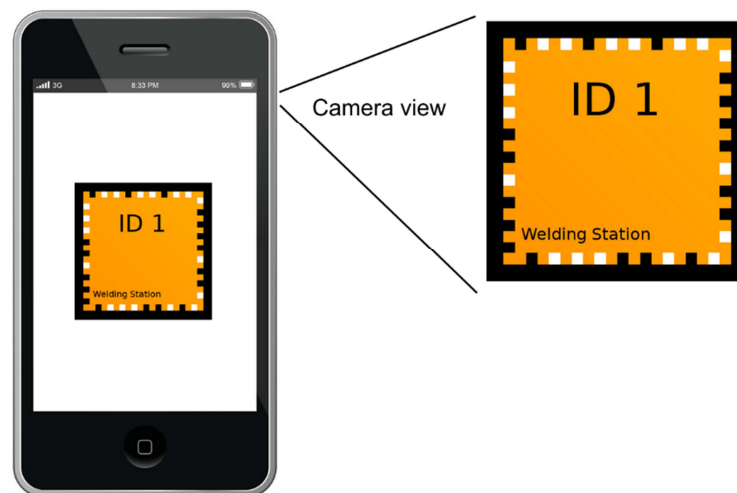 3G 8:33 PM 99%
ID 1
Welding Station
Camera view
ID 1
Welding Station